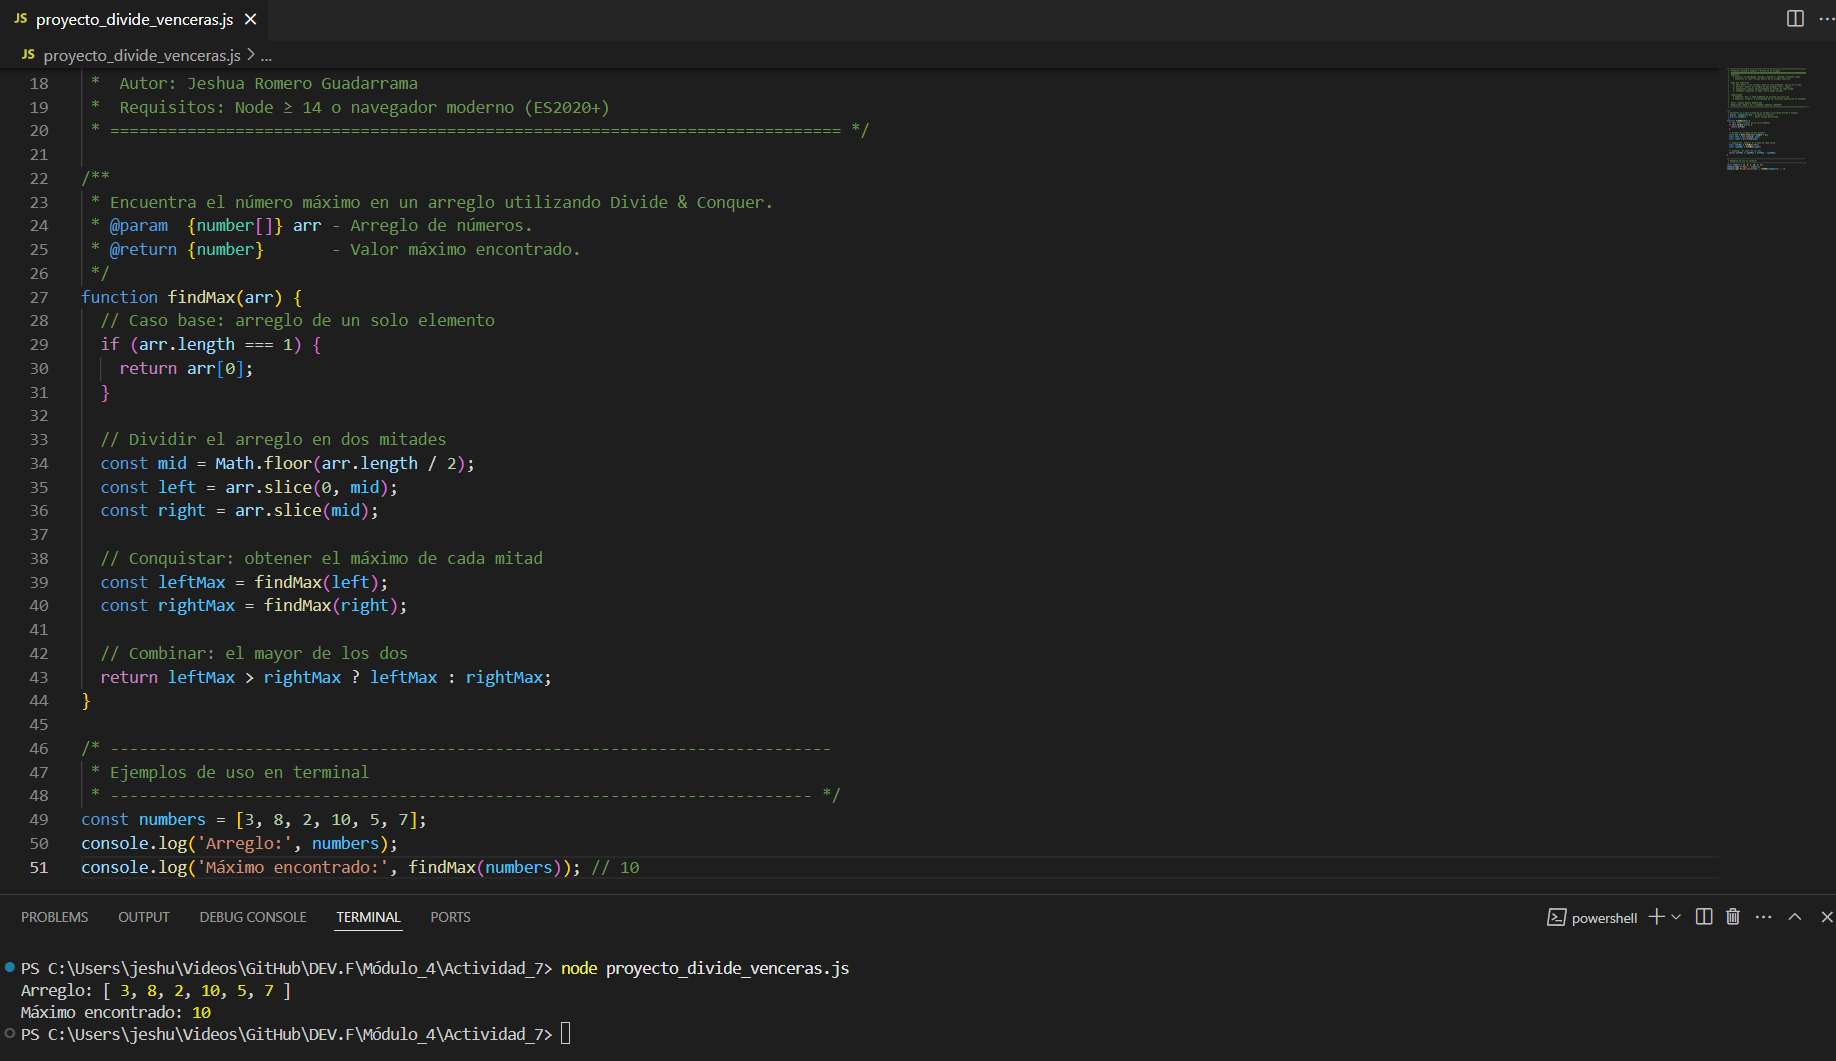 JS proyecto_divide_venceras.js
JS proyecto_divide_venceras.js > ...
18 * Autor: Jeshua Romero Guadarrama
19 * Requisitos: Node ≥ 14 o navegador moderno (ES2020+)
20 * ============================================================================ */
21
22 /**
23 * Encuentra el número máximo en un arreglo utilizando Divide & Conquer.
24 * @param {number[]} arr - Arreglo de números.
25 * @return {number} - Valor máximo encontrado.
26 */
27 function findMax(arr) {
28 // Caso base: arreglo de un solo elemento
29 if (arr.length === 1) {
30 return arr[0];
31 }
32
33 // Dividir el arreglo en dos mitades
34 const mid = Math.floor(arr.length / 2);
35 const left = arr.slice(0, mid);
36 const right = arr.slice(mid);
37
38 // Conquistar: obtener el máximo de cada mitad
39 const leftMax = findMax(left);
40 const rightMax = findMax(right);
41
42 // Combinar: el mayor de los dos
43 return leftMax > rightMax ? leftMax : rightMax;
44 }
45
46 /* ---------------------------------------------------------------------------
47 * Ejemplos de uso en terminal
48 * ------------------------------------------------------------------------- */
49 const numbers = [3, 8, 2, 10, 5, 7];
50 console.log('Arreglo:', numbers);
51 console.log('Máximo encontrado:', findMax(numbers)); // 10
PROBLEMS OUTPUT DEBUG CONSOLE TERMINAL PORTS powershell
PS C:\Users\jeshu\Videos\GitHub\DEV.F\Módulo_4\Actividad_7> node proyecto_divide_venceras.js
Arreglo: [ 3, 8, 2, 10, 5, 7 ]
Máximo encontrado: 10
PS C:\Users\jeshu\Videos\GitHub\DEV.F\Módulo_4\Actividad_7>